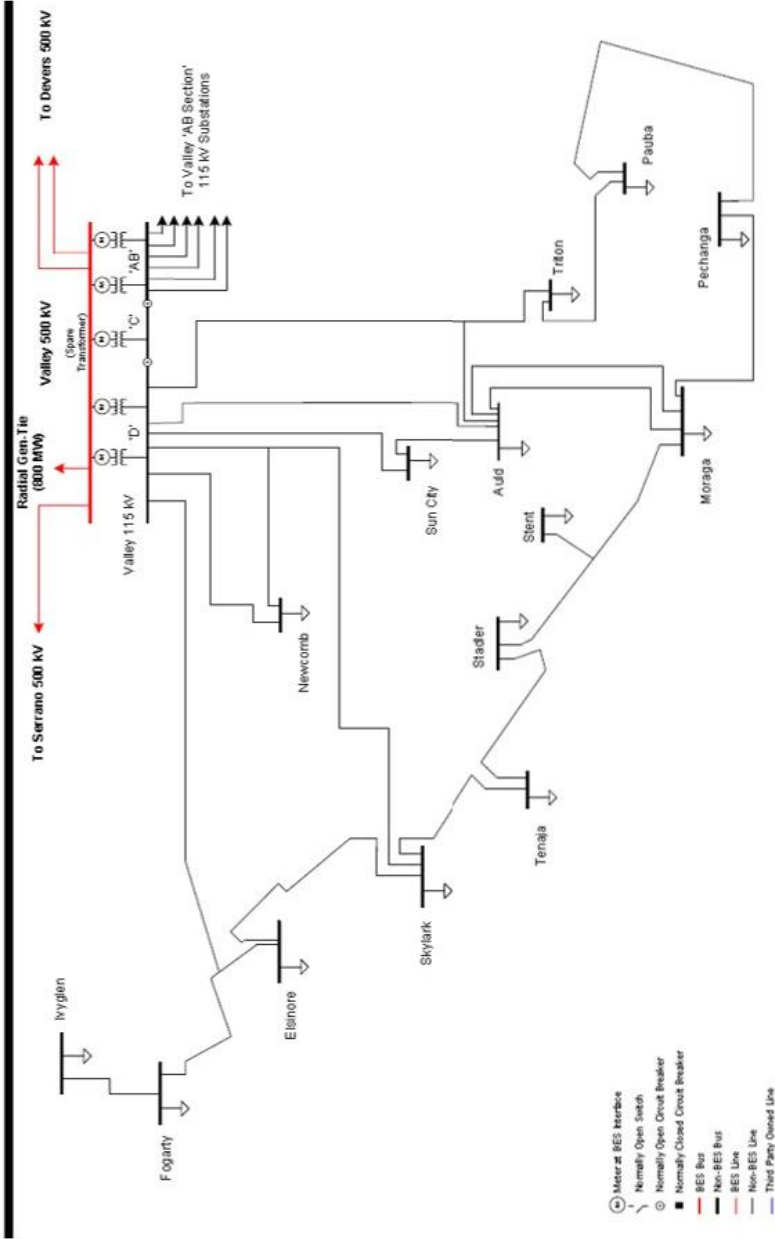 To Devers 500 kV
To Valley 'AB Section'
115 kV Substations
Valley 500 kV
(Spare
Transformer)
Radial Gen-Tie
(800 MW)
To Serrano 500 kV
'AB'
'C'
'D'
Valley 115 kV
Triton
Pauba
Pechanga
Sun City
Auld
Moraga
Stent
Stadler
Newcomb
Tenaja
Skylark
Elsinore
Ivyglen
Fogarty
Meter at BES Interface
Normally Open Switch
Normally Open Circuit Breaker
Normally Closed Circuit Breaker
BES Bus
Non-BES Bus
BES Line
Non-BES Line
Third Party Owned Line